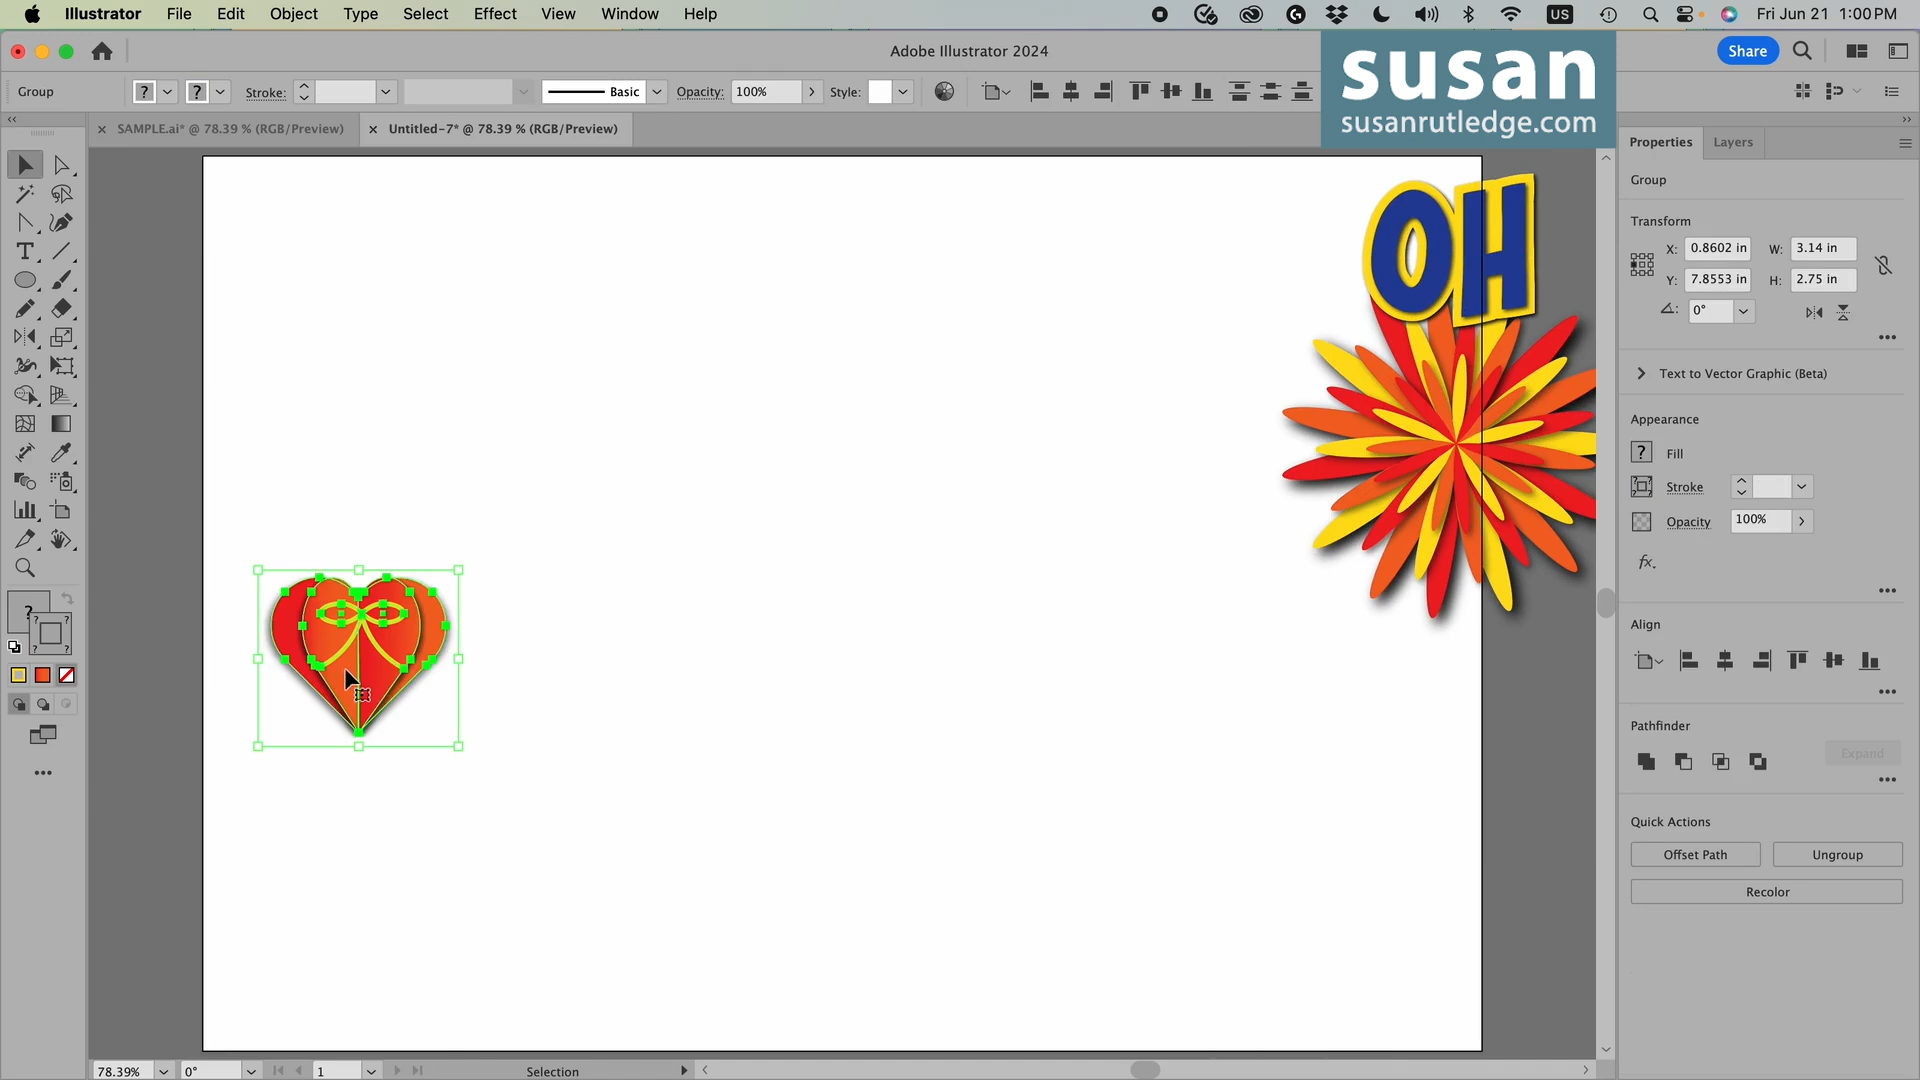 Illustrator File Edit Object Type Select Effect View Window Help US Fri Jun 21 1:00 PM
Adobe Illustrator 2024
Share
susan
susanrutledge.com
Group ? ? Stroke: Basic Opacity: 100% Style:
SAMPLE.ai* @ 78.39 % (RGB/Preview)
Untitled-7* @ 78.39 % (RGB/Preview)
Properties Layers
Group
Transform
X: 0.8602 in W: 3.14 in
Y: 7.8553 in H: 2.75 in
0°
Text to Vector Graphic (Beta)
Appearance
? Fill
Stroke
Opacity 100%
fx.
Align
Pathfinder
Expand
Quick Actions
Offset Path Ungroup
Recolor
OH
T
?
? ?
? ?
78.39% 0° 1 Selection